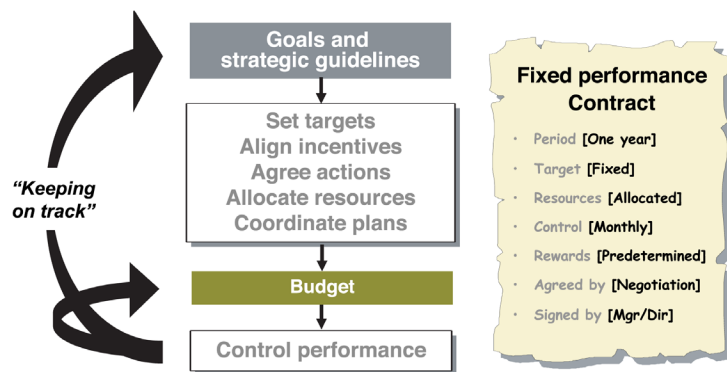 Goals and
strategic guidelines
Set targets
Align incentives
Agree actions
Allocate resources
Coordinate plans
Budget
Control performance
“Keeping
on track”
Fixed performance
Contract
· Period [One year]
· Target [Fixed]
· Resources [Allocated]
· Control [Monthly]
· Rewards [Predetermined]
· Agreed by [Negotiation]
· Signed by [Mgr/Dir]